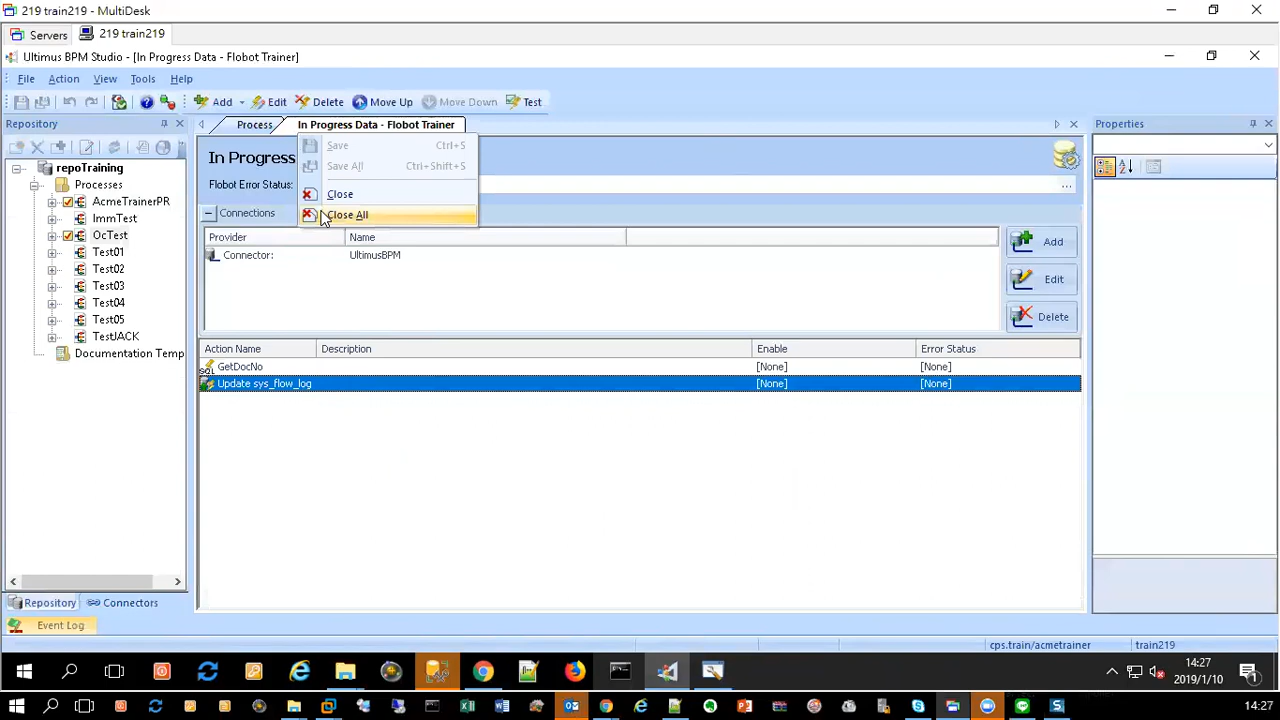 219 train219 - MultiDesk
Servers
219 train219
Ultimus BPM Studio - [In Progress Data - Flobot Trainer]
File Action View Tools Help
Add Edit Delete Move Up Move Down Test
Repository
Process
In Progress Data - Flobot Trainer
Properties
Save Ctrl+S
Save All Ctrl+Shift+S
Close
Close All
In Progress
Flobot Error Status:
...
Connections
Provider Name
Connector: UltimusBPM
Add
Edit
Delete
repoTraining
Processes
AcmeTrainerPR
ImmTest
OcTest
Test01
Test02
Test03
Test04
Test05
TestJACK
Documentation Temp
Action Name Description Enable Error Status
GetDocNo [None] [None]
Update sys_flow_log [None] [None]
Repository Connectors
Event Log
cps.train/acmetrainer train219
14:27
2019/1/10
14:27